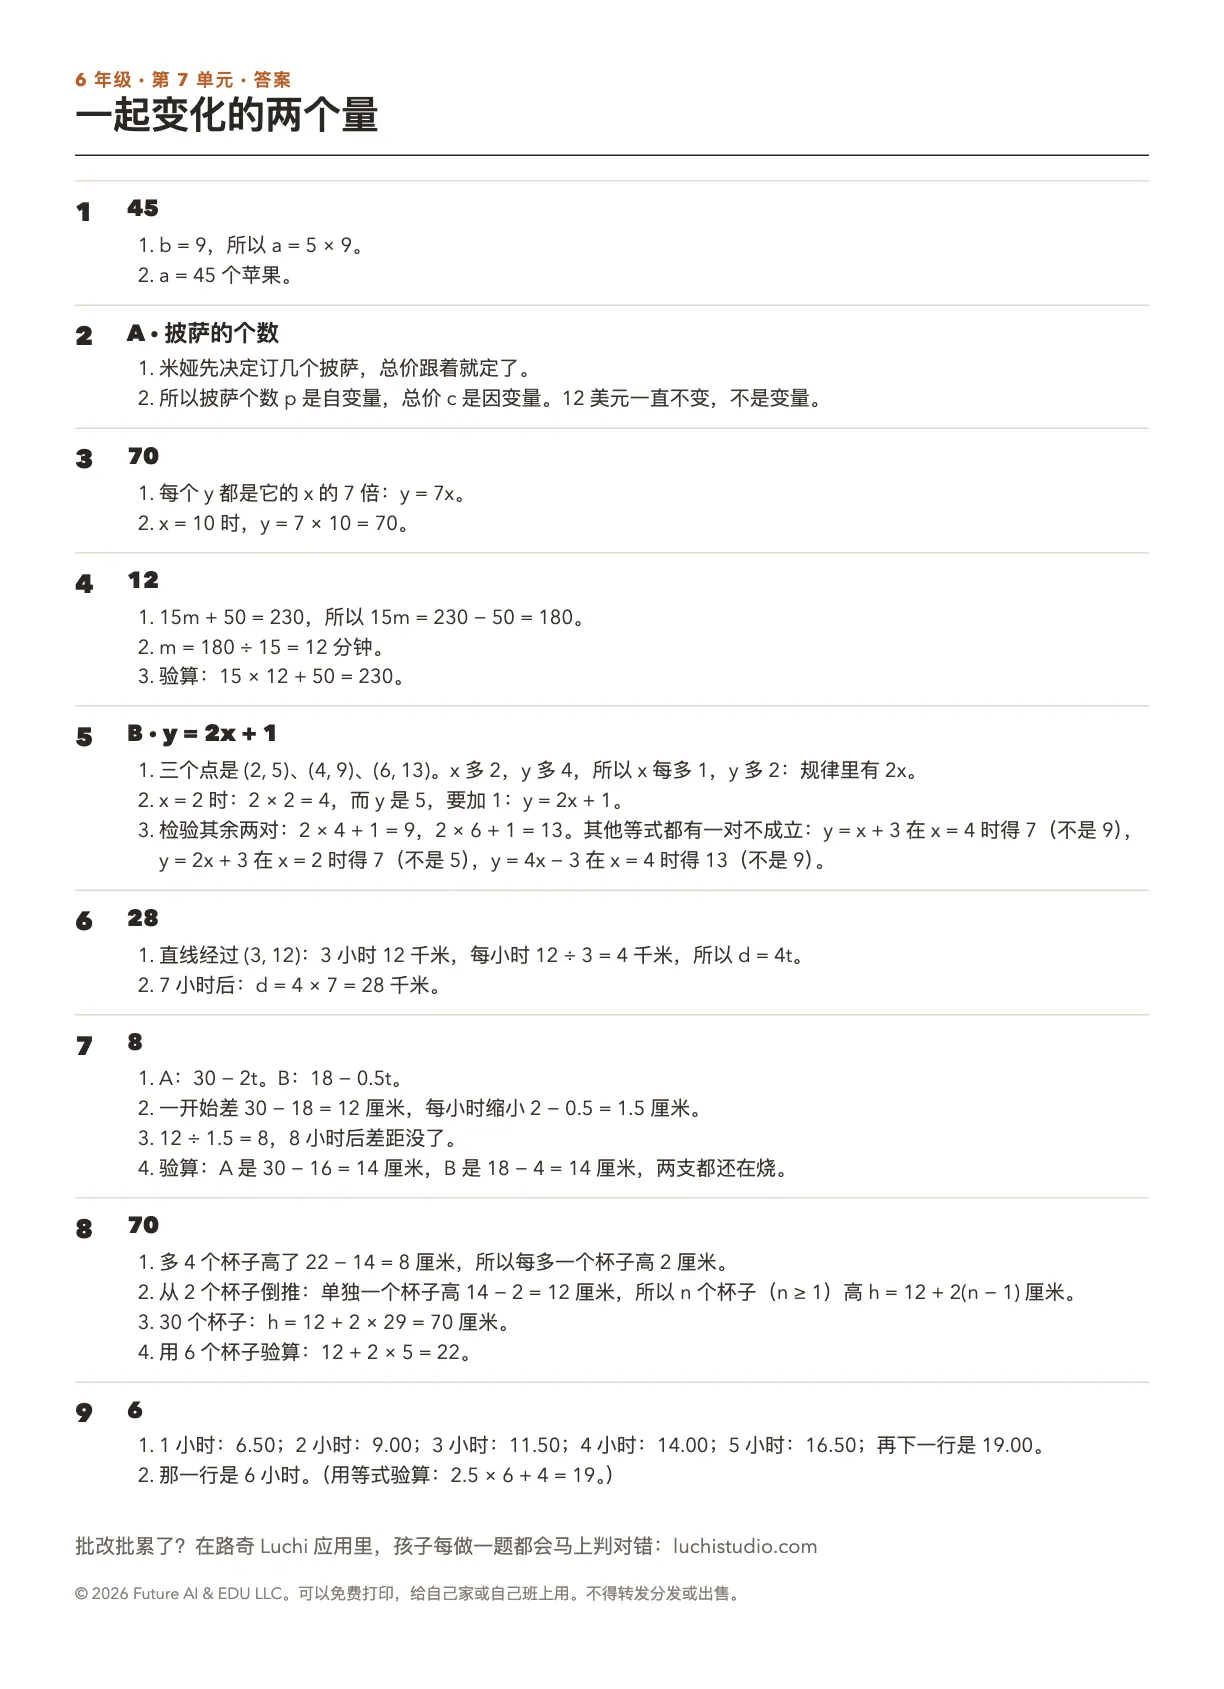 6 年级 · 第 7 单元 · 答案
一起变化的两个量
1 45
1. b = 9，所以 a = 5 × 9。
2. a = 45 个苹果。
2 A · 披萨的个数
1. 米娅先决定订几个披萨，总价跟着就定了。
2. 所以披萨个数 p 是自变量，总价 c 是因变量。12 美元一直不变，不是变量。
3 70
1. 每个 y 都是它的 x 的 7 倍：y = 7x。
2. x = 10 时，y = 7 × 10 = 70。
4 12
1. 15m + 50 = 230，所以 15m = 230 − 50 = 180。
2. m = 180 ÷ 15 = 12 分钟。
3. 验算：15 × 12 + 50 = 230。
5 B · y = 2x + 1
1. 三个点是 (2, 5)、(4, 9)、(6, 13)。x 多 2，y 多 4，所以 x 每多 1，y 多 2：规律里有 2x。
2. x = 2 时：2 × 2 = 4，而 y 是 5，要加 1：y = 2x + 1。
3. 检验其余两对：2 × 4 + 1 = 9，2 × 6 + 1 = 13。其他等式都有一对不成立：y = x + 3 在 x = 4 时得 7（不是 9），
y = 2x + 3 在 x = 2 时得 7（不是 5），y = 4x − 3 在 x = 4 时得 13（不是 9）。
6 28
1. 直线经过 (3, 12)：3 小时 12 千米，每小时 12 ÷ 3 = 4 千米，所以 d = 4t。
2. 7 小时后：d = 4 × 7 = 28 千米。
7 8
1. A：30 − 2t。B：18 − 0.5t。
2. 一开始差 30 − 18 = 12 厘米，每小时缩小 2 − 0.5 = 1.5 厘米。
3. 12 ÷ 1.5 = 8，8 小时后差距没了。
4. 验算：A 是 30 − 16 = 14 厘米，B 是 18 − 4 = 14 厘米，两支都还在烧。
8 70
1. 多 4 个杯子高了 22 − 14 = 8 厘米，所以每多一个杯子高 2 厘米。
2. 从 2 个杯子倒推：单独一个杯子高 14 − 2 = 12 厘米，所以 n 个杯子（n ≥ 1）高 h = 12 + 2(n − 1) 厘米。
3. 30 个杯子：h = 12 + 2 × 29 = 70 厘米。
4. 用 6 个杯子验算：12 + 2 × 5 = 22。
9 6
1. 1 小时：6.50；2 小时：9.00；3 小时：11.50；4 小时：14.00；5 小时：16.50；再下一行是 19.00。
2. 那一行是 6 小时。（用等式验算：2.5 × 6 + 4 = 19。）
批改批累了？在路奇 Luchi 应用里，孩子每做一题都会马上判对错：luchistudio.com
© 2026 Future AI & EDU LLC。可以免费打印，给自己家或自己班上用。不得转发分发或出售。